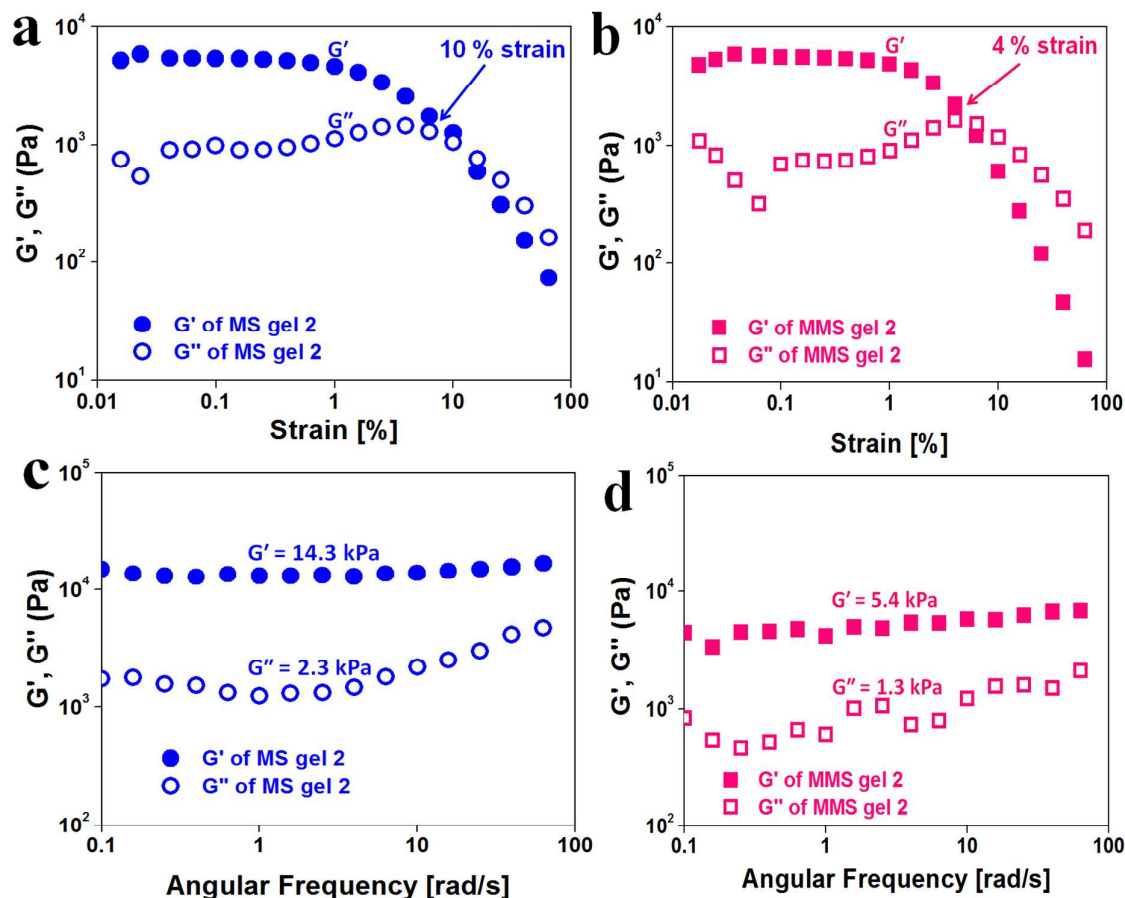 a
G', G'' (Pa)
10⁴
10³
10²
10¹
G'
10 % strain
G''
G' of MS gel 2
G'' of MS gel 2
0.01
0.1
1
10
100
Strain [%]
b
G', G'' (Pa)
10⁴
10³
10²
10¹
G'
4 % strain
G''
G' of MMS gel 2
G'' of MMS gel 2
0.01
0.1
1
10
100
Strain [%]
c
G', G'' (Pa)
10⁵
10⁴
10³
10²
G' = 14.3 kPa
G'' = 2.3 kPa
G' of MS gel 2
G'' of MS gel 2
0.1
1
10
100
Angular Frequency [rad/s]
d
G', G'' (Pa)
10⁵
10⁴
10³
10²
G' = 5.4 kPa
G'' = 1.3 kPa
G' of MMS gel 2
G'' of MMS gel 2
0.1
1
10
100
Angular Frequency [rad/s]